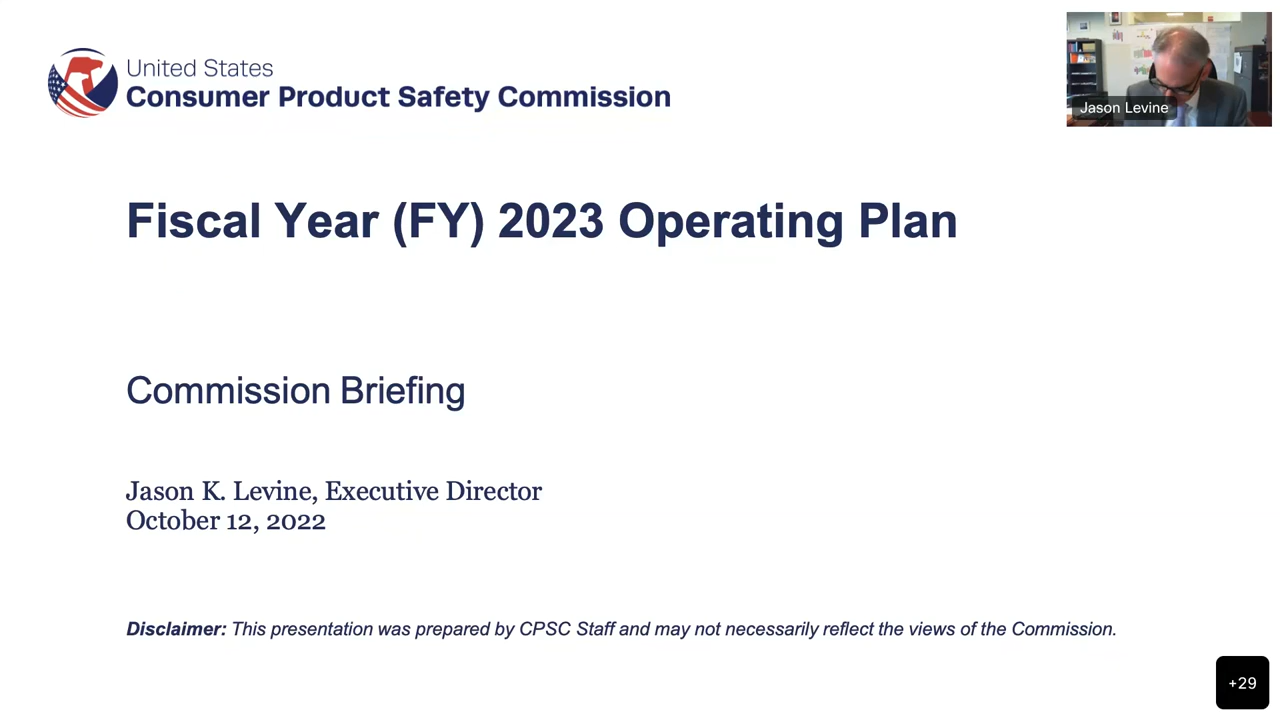 United States
Consumer Product Safety Commission
Jason Levine
Fiscal Year (FY) 2023 Operating Plan
Commission Briefing
Jason K. Levine, Executive Director
October 12, 2022
Disclaimer: This presentation was prepared by CPSC Staff and may not necessarily reflect the views of the Commission.
+29